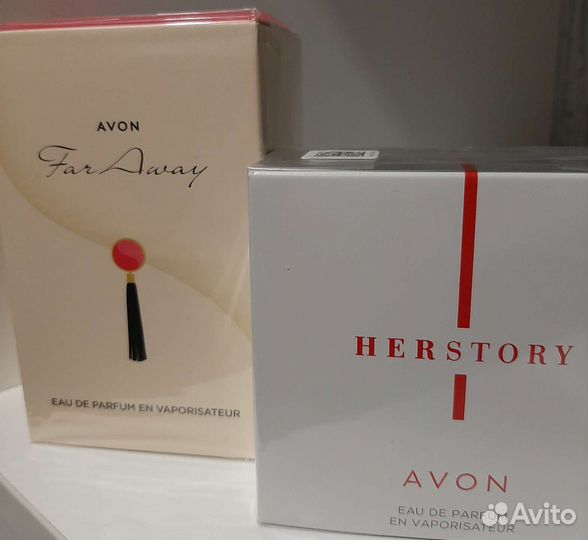 AVON
Far Away
EAU DE PARFUM EN VAPORISATEUR
HERSTORY
AVON
EAU DE PARFUM
EN VAPORISATEUR
Avito